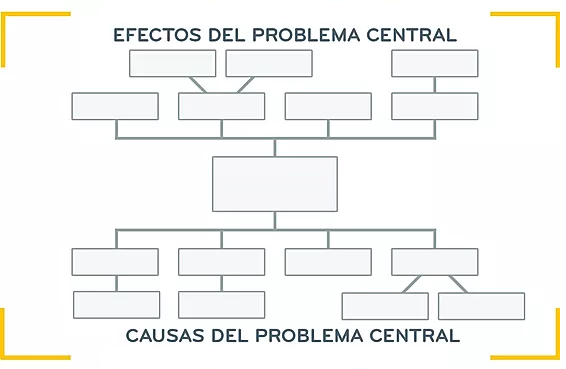 EFECTOS DEL PROBLEMA CENTRAL
CAUSAS DEL PROBLEMA CENTRAL